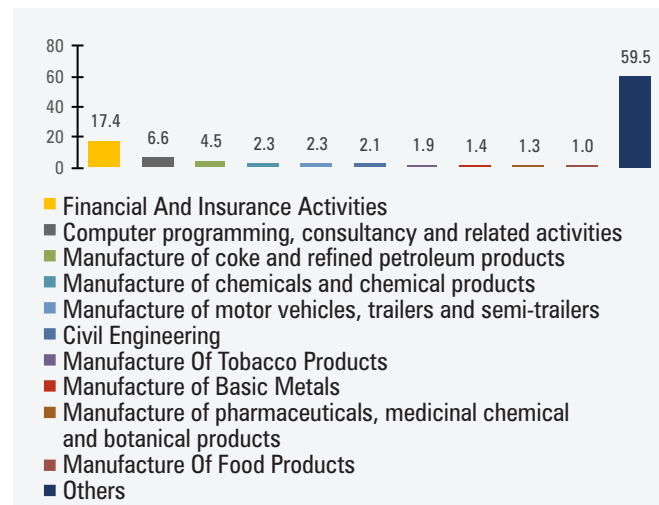 80
60
40
20
0
17.4
6.6
4.5
2.3
2.3
2.1
1.9
1.4
1.3
1.0
59.5
Financial And Insurance Activities
Computer programming, consultancy and related activities
Manufacture of coke and refined petroleum products
Manufacture of chemicals and chemical products
Manufacture of motor vehicles, trailers and semi-trailers
Civil Engineering
Manufacture Of Tobacco Products
Manufacture of Basic Metals
Manufacture of pharmaceuticals, medicinal chemical
and botanical products
Manufacture Of Food Products
Others